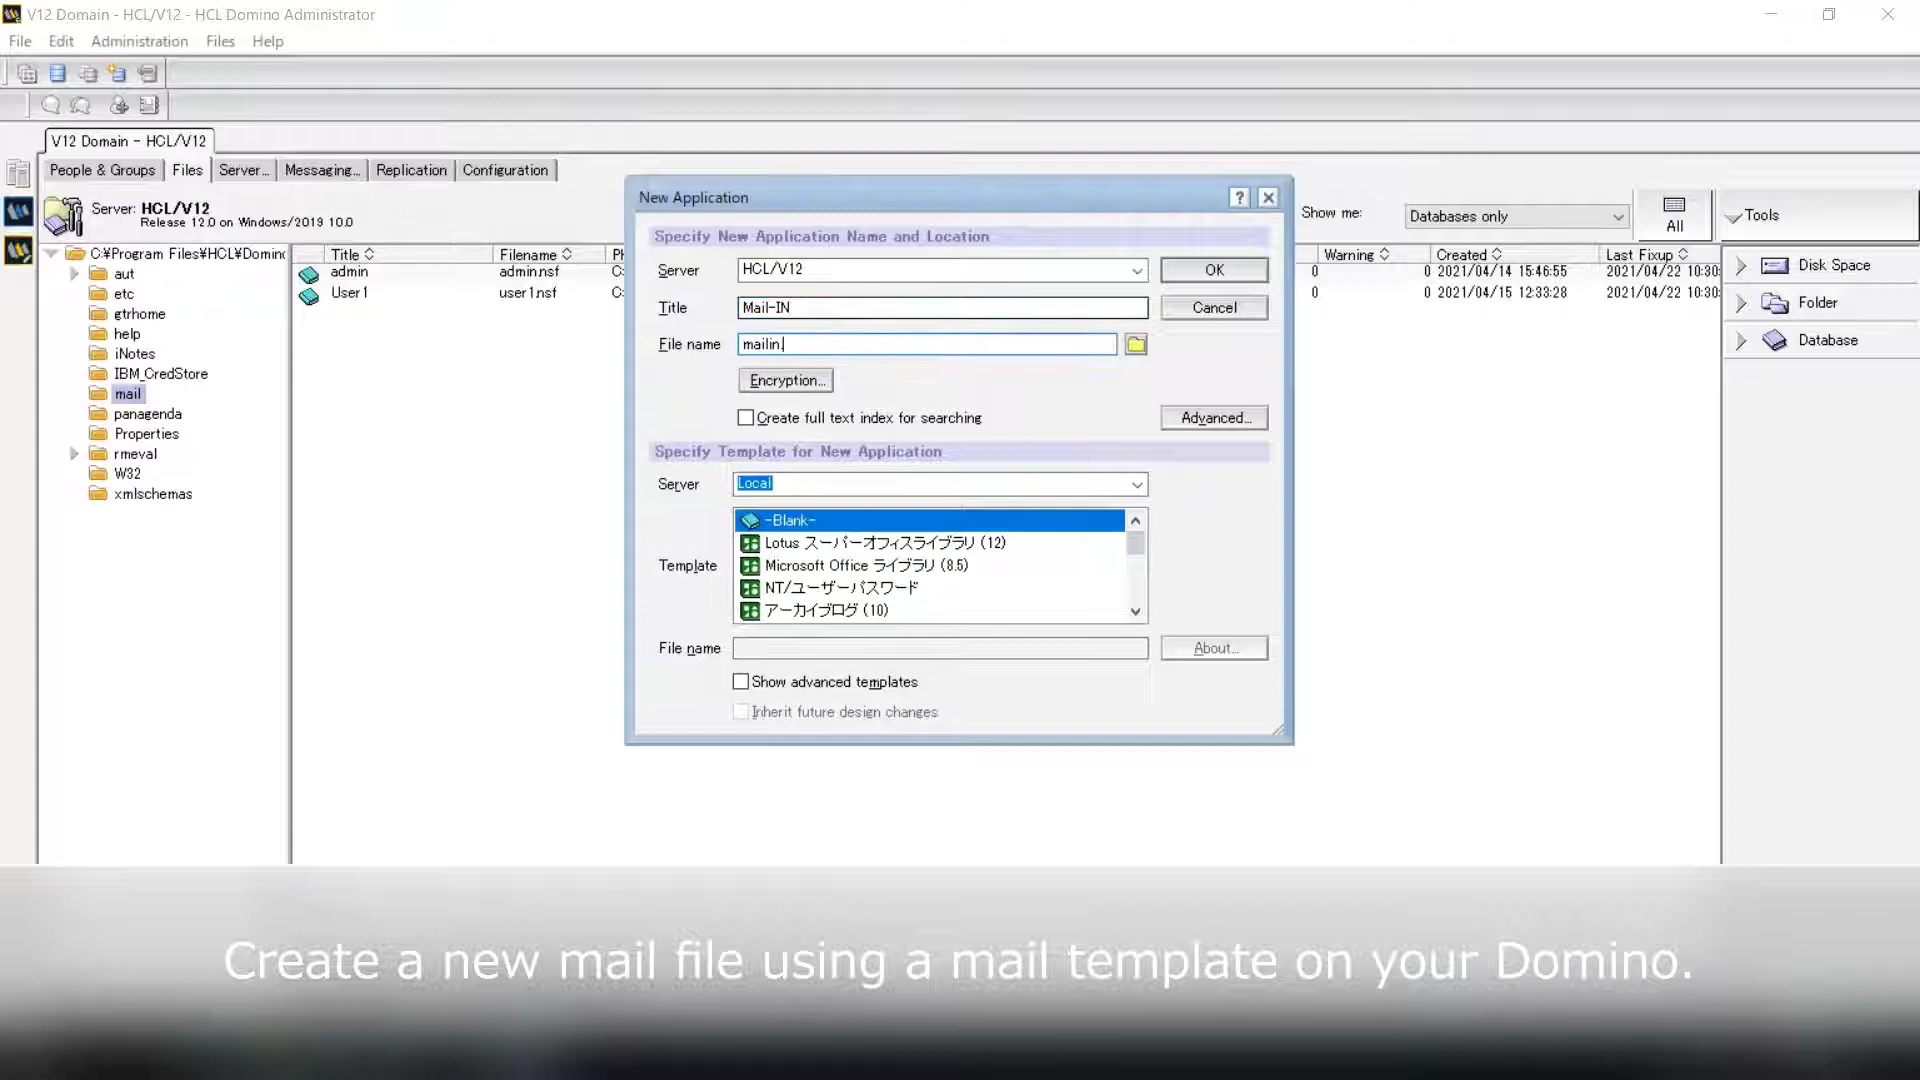 V12 Domain - HCL/V12 - HCL Domino Administrator
File Edit Administration Files Help
V12 Domain - HCL/V12
People & Groups Files Server... Messaging... Replication Configuration
Server: HCL/V12
Release 12.0 on Windows/2019 10.0
Show me: Databases only
All
Tools
C:¥Program Files¥HCL¥Domino
aut
etc
gtrhome
help
iNotes
IBM_CredStore
mail
panagenda
Properties
rmeval
W32
xmlschemas
Title Filename Ph Warning Created Last Fixup
admin admin.nsf C: 0 0 2021/04/14 15:46:55 2021/04/22 10:30:
User1 user1.nsf C: 0 0 2021/04/15 12:33:28 2021/04/22 10:30:
Disk Space
Folder
Database
New Application
Specify New Application Name and Location
Server HCL/V12 OK
Title Mail-IN Cancel
File name mailin.
Encryption...
Create full text index for searching Advanced...
Specify Template for New Application
Server Local
Template
-Blank-
Lotus スーパーオフィスライブラリ (12)
Microsoft Office ライブラリ (8.5)
NT/ユーザーパスワード
アーカイブログ (10)
File name About...
Show advanced templates
Inherit future design changes
Create a new mail file using a mail template on your Domino.